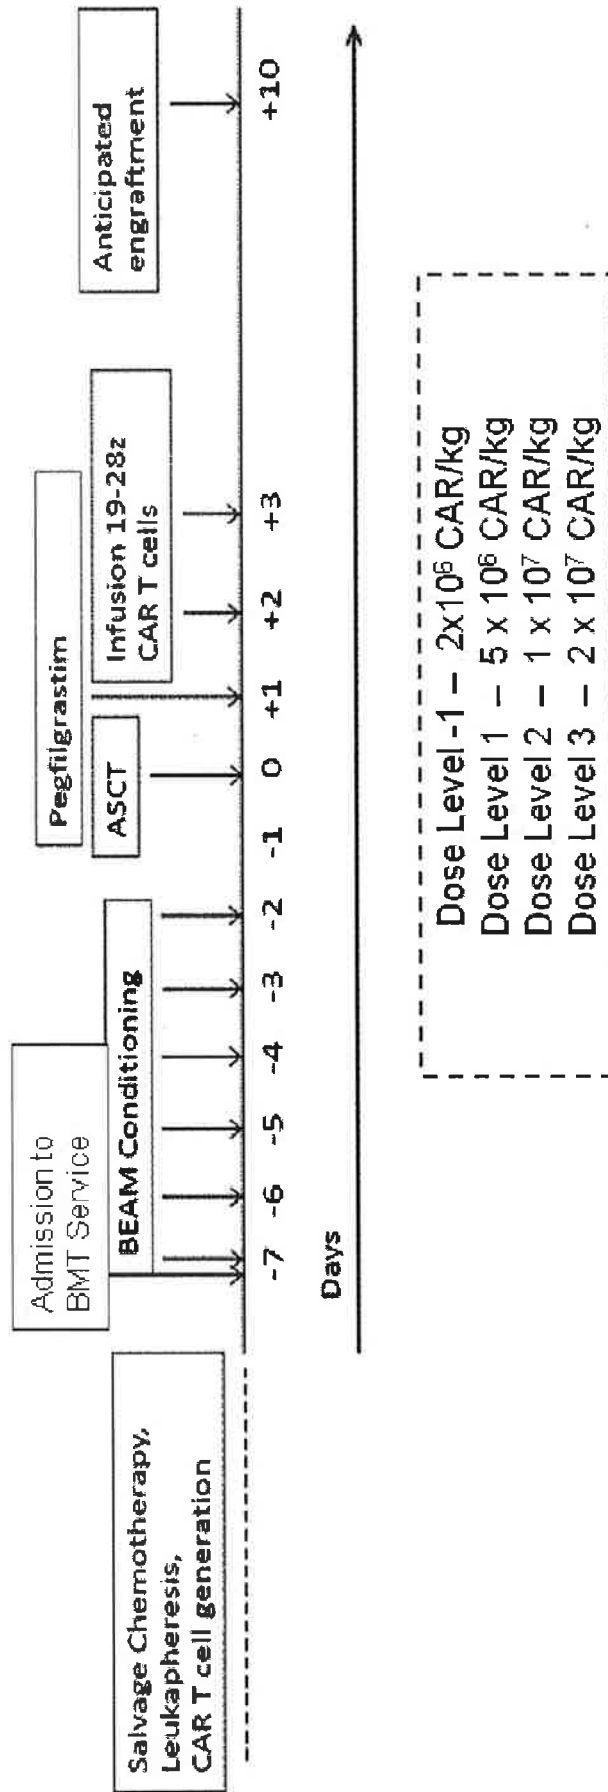 Salvage Chemotherapy,
Leukapheresis,
CAR T cell generation
Admission to
BMT Service
BEAM Conditioning
ASCT
Pegfilgrastim
Infusion 19-28z
CAR T cells
Anticipated
engraftment
-7 -6 -5 -4 -3 -2 -1 0 +1 +2 +3 +10
Days
Dose Level -1 – 2x10⁶ CAR/kg
Dose Level 1 – 5 x 10⁶ CAR/kg
Dose Level 2 – 1 x 10⁷ CAR/kg
Dose Level 3 – 2 x 10⁷ CAR/kg